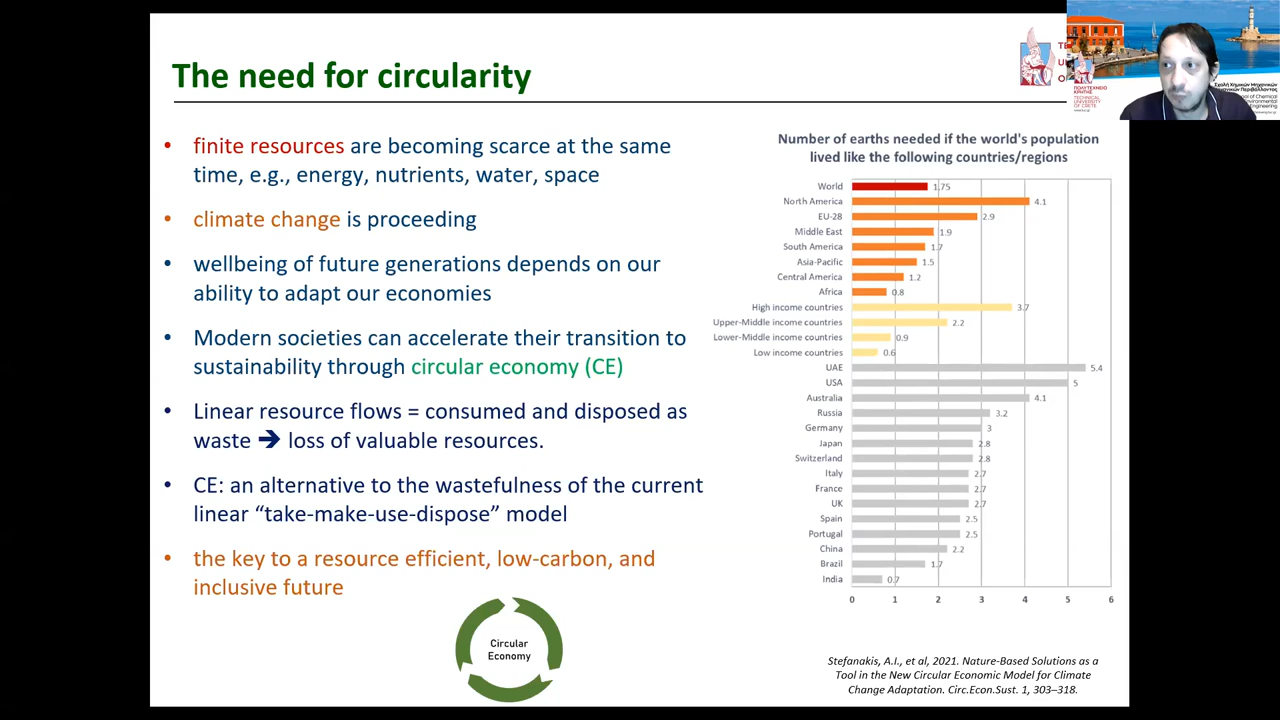 The need for circularity
• finite resources are becoming scarce at the same
time, e.g., energy, nutrients, water, space
• climate change is proceeding
• wellbeing of future generations depends on our
ability to adapt our economies
• Modern societies can accelerate their transition to
sustainability through circular economy (CE)
• Linear resource flows = consumed and disposed as
waste ➔ loss of valuable resources.
• CE: an alternative to the wastefulness of the current
linear “take-make-use-dispose” model
• the key to a resource efficient, low-carbon, and
inclusive future
Circular
Economy
ΠΟΛΥΤΕΧΝΕΙΟ
ΚΡΗΤΗΣ
TECHNICAL
UNIVERSITY
OF CRETE
Σχολή Χημικών Μηχανικών
Number of earths needed if the world's population
lived like the following countries/regions
World 1.75
North America 4.1
EU-28 2.9
Middle East 1.9
South America 1.7
Asia-Pacific 1.5
Central America 1.2
Africa 0.8
High income countries 3.7
Upper-Middle income countries 2.2
Lower-Middle income countries 0.9
Low income countries 0.6
UAE 5.4
USA 5
Australia 4.1
Russia 3.2
Germany 3
Japan 2.8
Switzerland 2.8
Italy 2.7
France 2.7
UK 2.7
Spain 2.5
Portugal 2.5
China 2.2
Brazil 1.7
India 0.7
0 1 2 3 4 5 6
Stefanakis, A.I., et al, 2021. Nature-Based Solutions as a
Tool in the New Circular Economic Model for Climate
Change Adaptation. Circ.Econ.Sust. 1, 303–318.